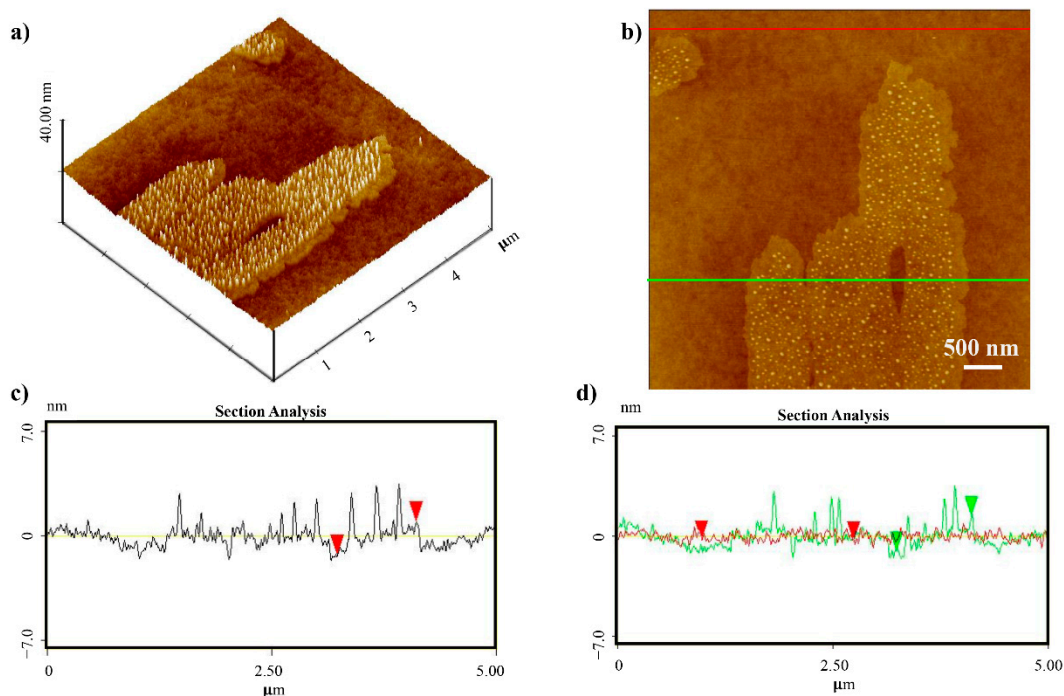 a)
40.00 nm
1
2
3
4
μm
b)
500 nm
c)
nm
Section Analysis
7.0
0
−7.0
0
2.50
5.00
μm
d)
nm
Section Analysis
7.0
0
−7.0
0
2.50
5.00
μm